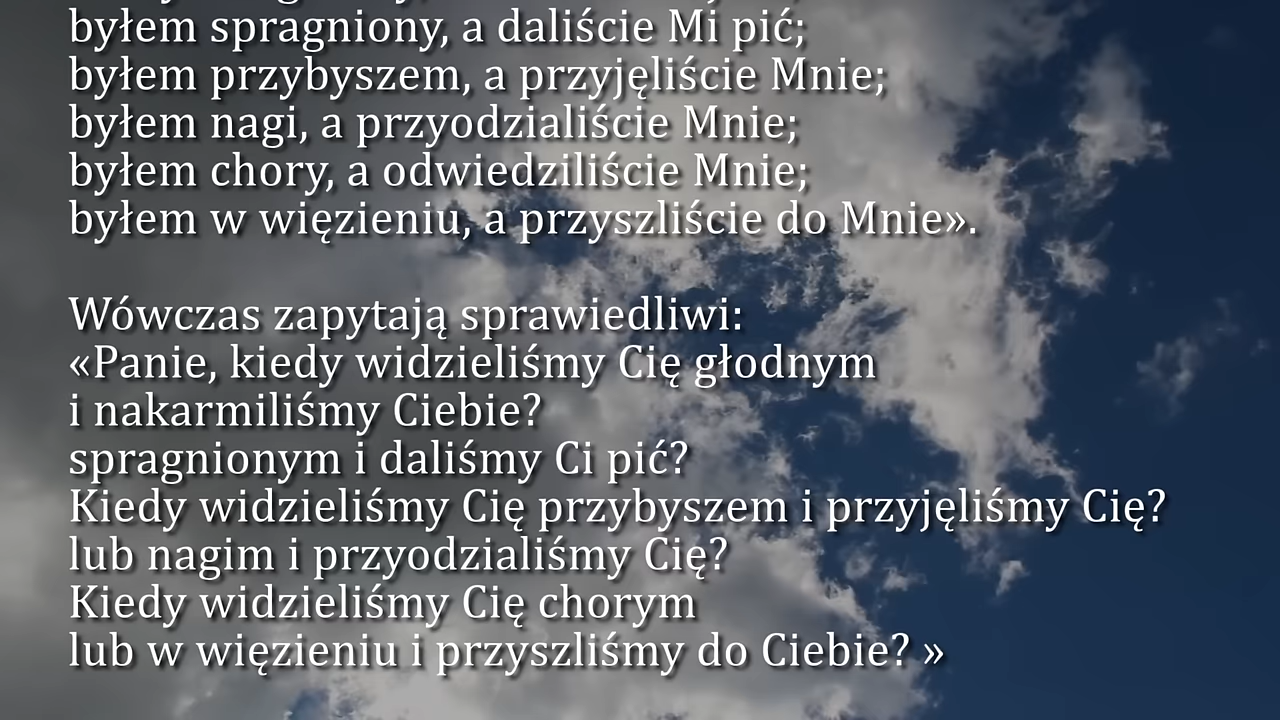 byłem spragniony, a daliście Mi pić;
byłem przybyszem, a przyjęliście Mnie;
byłem nagi, a przyodzialiście Mnie;
byłem chory, a odwiedziliście Mnie;
byłem w więzieniu, a przyszliście do Mnie».
Wówczas zapytają sprawiedliwi:
«Panie, kiedy widzieliśmy Cię głodnym
i nakarmiliśmy Ciebie?
spragnionym i daliśmy Ci pić?
Kiedy widzieliśmy Cię przybyszem i przyjęliśmy Cię?
lub nagim i przyodzialiśmy Cię?
Kiedy widzieliśmy Cię chorym
lub w więzieniu i przyszliśmy do Ciebie? »